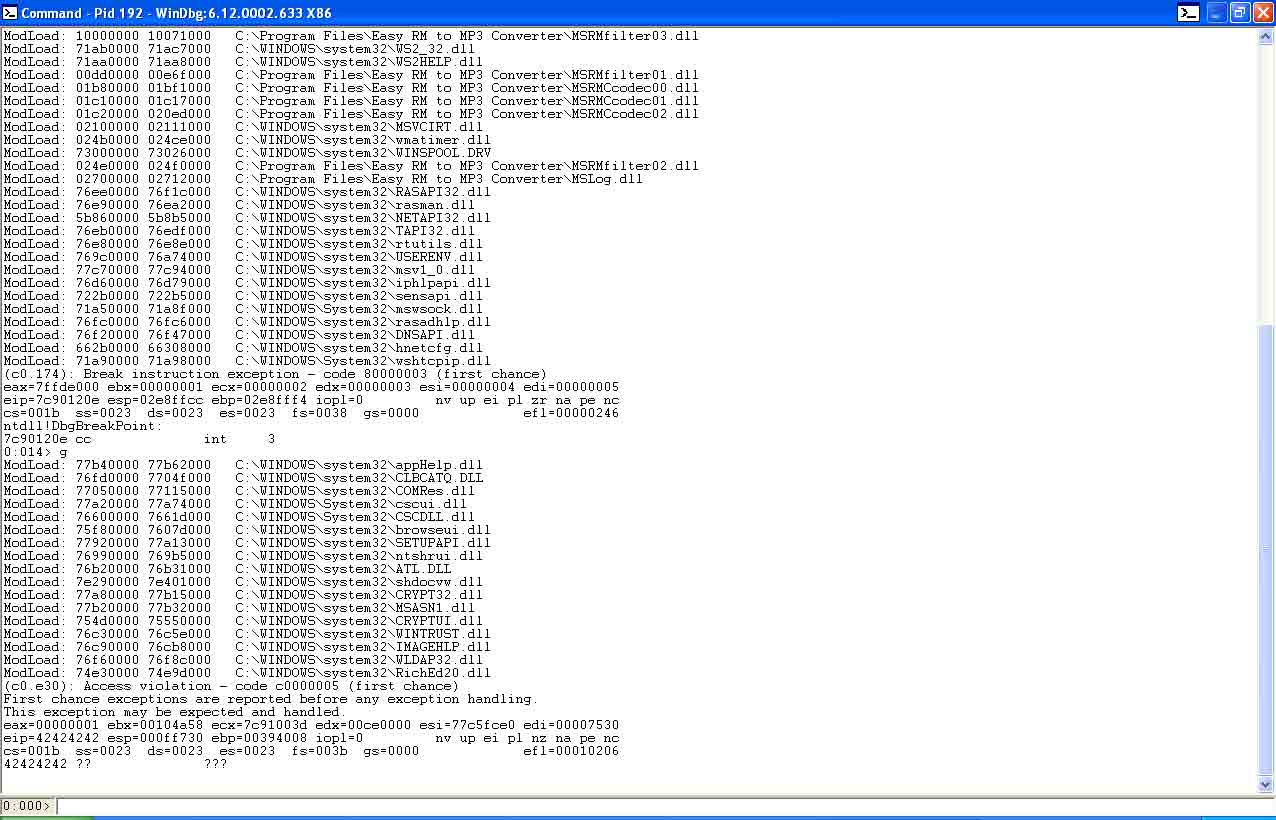 Command - Pid 192 - WinDbg:6.12.0002.633 X86
ModLoad: 10000000 10071000   C:\Program Files\Easy RM to MP3 Converter\MSRMfilter03.dll
ModLoad: 71ab0000 71ac7000   C:\WINDOWS\system32\WS2_32.dll
ModLoad: 71aa0000 71aa8000   C:\WINDOWS\system32\WS2HELP.dll
ModLoad: 00dd0000 00e6f000   C:\Program Files\Easy RM to MP3 Converter\MSRMfilter01.dll
ModLoad: 01b80000 01bf1000   C:\Program Files\Easy RM to MP3 Converter\MSRMCcodec00.dll
ModLoad: 01c10000 01c17000   C:\Program Files\Easy RM to MP3 Converter\MSRMCcodec01.dll
ModLoad: 01c20000 020ed000   C:\Program Files\Easy RM to MP3 Converter\MSRMCcodec02.dll
ModLoad: 02100000 02111000   C:\WINDOWS\system32\MSVCIRT.dll
ModLoad: 024b0000 024ce000   C:\WINDOWS\system32\wmatimer.dll
ModLoad: 73000000 73026000   C:\WINDOWS\system32\WINSPOOL.DRV
ModLoad: 024e0000 024f0000   C:\Program Files\Easy RM to MP3 Converter\MSRMfilter02.dll
ModLoad: 02700000 02712000   C:\Program Files\Easy RM to MP3 Converter\MSLog.dll
ModLoad: 76ee0000 76f1c000   C:\WINDOWS\system32\RASAPI32.dll
ModLoad: 76e90000 76ea2000   C:\WINDOWS\system32\rasman.dll
ModLoad: 5b860000 5b8b5000   C:\WINDOWS\system32\NETAPI32.dll
ModLoad: 76eb0000 76edf000   C:\WINDOWS\system32\TAPI32.dll
ModLoad: 76e80000 76e8e000   C:\WINDOWS\system32\rtutils.dll
ModLoad: 769c0000 76a74000   C:\WINDOWS\system32\USERENV.dll
ModLoad: 77c70000 77c94000   C:\WINDOWS\system32\msv1_0.dll
ModLoad: 76d60000 76d79000   C:\WINDOWS\system32\iphlpapi.dll
ModLoad: 722b0000 722b5000   C:\WINDOWS\system32\sensapi.dll
ModLoad: 71a50000 71a8f000   C:\WINDOWS\System32\mswsock.dll
ModLoad: 76fc0000 76fc6000   C:\WINDOWS\system32\rasadhlp.dll
ModLoad: 76f20000 76f47000   C:\WINDOWS\system32\DNSAPI.dll
ModLoad: 662b0000 66308000   C:\WINDOWS\system32\hnetcfg.dll
ModLoad: 71a90000 71a98000   C:\WINDOWS\System32\wshtcpip.dll
(c0.174): Break instruction exception - code 80000003 (first chance)
eax=7ffde000 ebx=00000001 ecx=00000002 edx=00000003 esi=00000004 edi=00000005
eip=7c90120e esp=02e8ffcc ebp=02e8fff4 iopl=0         nv up ei pl zr na pe nc
cs=001b  ss=0023  ds=0023  es=0023  fs=0038  gs=0000             efl=00000246
ntdll!DbgBreakPoint:
7c90120e cc              int     3
0:014> g
ModLoad: 77b40000 77b62000   C:\WINDOWS\system32\appHelp.dll
ModLoad: 76fd0000 7704f000   C:\WINDOWS\system32\CLBCATQ.DLL
ModLoad: 77050000 77115000   C:\WINDOWS\system32\COMRes.dll
ModLoad: 77a20000 77a74000   C:\WINDOWS\System32\cscui.dll
ModLoad: 76600000 7661d000   C:\WINDOWS\System32\CSCDLL.dll
ModLoad: 75f80000 7607d000   C:\WINDOWS\system32\browseui.dll
ModLoad: 77920000 77a13000   C:\WINDOWS\system32\SETUPAPI.dll
ModLoad: 76990000 769b5000   C:\WINDOWS\system32\ntshrui.dll
ModLoad: 76b20000 76b31000   C:\WINDOWS\system32\ATL.DLL
ModLoad: 7e290000 7e401000   C:\WINDOWS\system32\shdocvw.dll
ModLoad: 77a80000 77b15000   C:\WINDOWS\system32\CRYPT32.dll
ModLoad: 77b20000 77b32000   C:\WINDOWS\system32\MSASN1.dll
ModLoad: 754d0000 75550000   C:\WINDOWS\system32\CRYPTUI.dll
ModLoad: 76c30000 76c5e000   C:\WINDOWS\system32\WINTRUST.dll
ModLoad: 76c90000 76cb8000   C:\WINDOWS\system32\IMAGEHLP.dll
ModLoad: 76f60000 76f8c000   C:\WINDOWS\system32\WLDAP32.dll
ModLoad: 74e30000 74e9d000   C:\WINDOWS\system32\RichEd20.dll
(c0.e30): Access violation - code c0000005 (first chance)
First chance exceptions are reported before any exception handling.
This exception may be expected and handled.
eax=00000001 ebx=00104a58 ecx=7c91003d edx=00ce0000 esi=77c5fce0 edi=00007530
eip=42424242 esp=000ff730 ebp=00394008 iopl=0         nv up ei pl nz na pe nc
cs=001b  ss=0023  ds=0023  es=0023  fs=003b  gs=0000             efl=00010206
42424242 ??              ???
0:000>